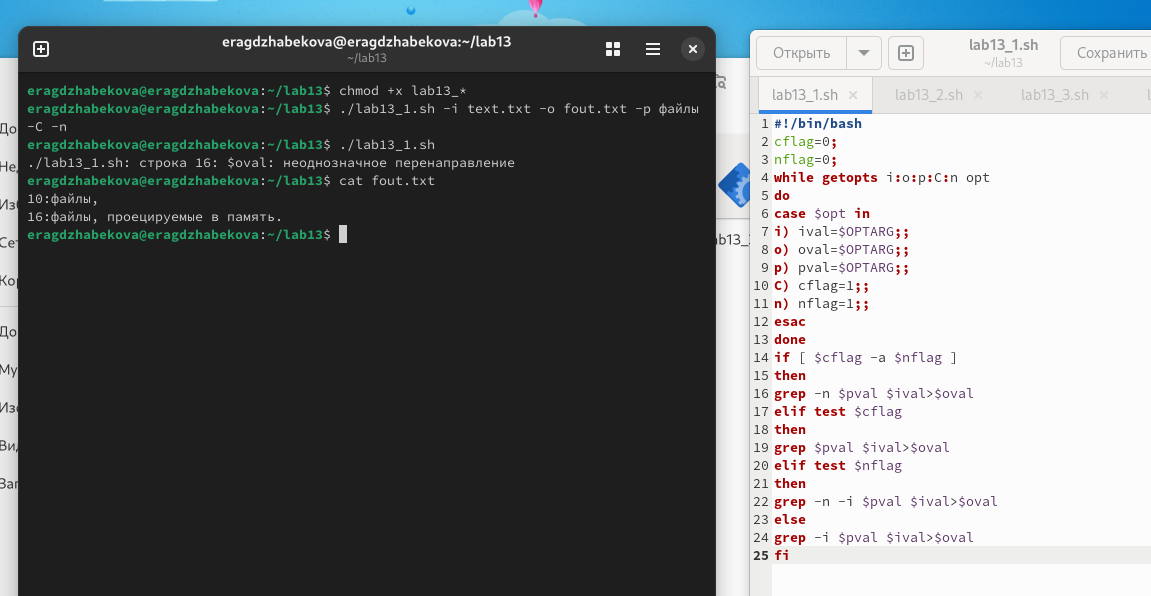 eragdzhabekova@eragdzhabekova:~/lab13
~/lab13
eragdzhabekova@eragdzhabekova:~/lab13$ chmod +x lab13_*
eragdzhabekova@eragdzhabekova:~/lab13$ ./lab13_1.sh -i text.txt -o fout.txt -p файлы
-C -n
eragdzhabekova@eragdzhabekova:~/lab13$ ./lab13_1.sh
./lab13_1.sh: строка 16: $oval: неоднозначное перенаправление
eragdzhabekova@eragdzhabekova:~/lab13$ cat fout.txt
10:файлы,
16:файлы, проецируемые в память.
eragdzhabekova@eragdzhabekova:~/lab13$
Открыть
lab13_1.sh
~/lab13
Сохранить
lab13_1.sh × lab13_2.sh × lab13_3.sh ×
1 #!/bin/bash
2 cflag=0;
3 nflag=0;
4 while getopts i:o:p:C:n opt
5 do
6 case $opt in
7 i) ival=$OPTARG;;
8 o) oval=$OPTARG;;
9 p) pval=$OPTARG;;
10 C) cflag=1;;
11 n) nflag=1;;
12 esac
13 done
14 if [ $cflag -a $nflag ]
15 then
16 grep -n $pval $ival>$oval
17 elif test $cflag
18 then
19 grep $pval $ival>$oval
20 elif test $nflag
21 then
22 grep -n -i $pval $ival>$oval
23 else
24 grep -i $pval $ival>$oval
25 fi